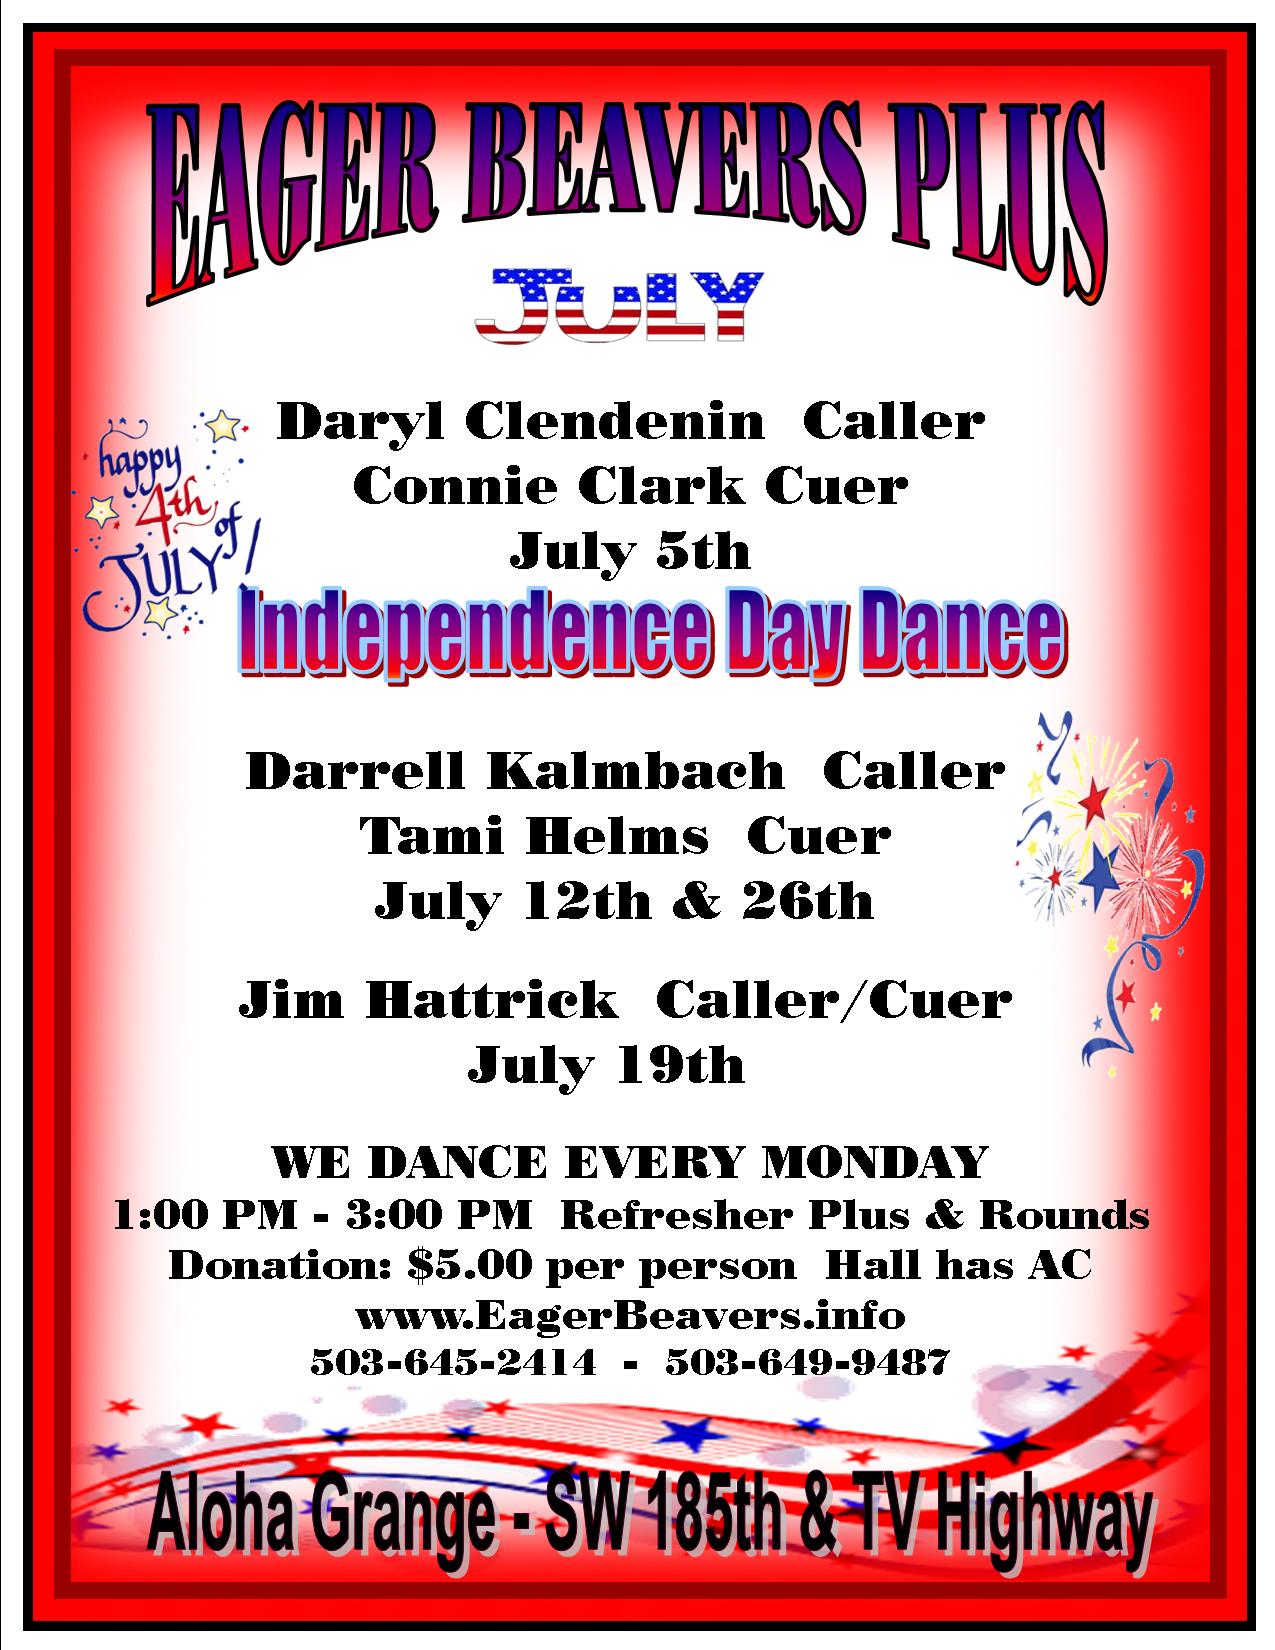 EAGER BEAVERS PLUS
JULY
happy
4th
of
JULY!
Daryl Clendenin Caller
Connie Clark Cuer
July 5th
Independence Day Dance
Darrell Kalmbach Caller
Tami Helms Cuer
July 12th & 26th
Jim Hattrick Caller/Cuer
July 19th
WE DANCE EVERY MONDAY
1:00 PM - 3:00 PM Refresher Plus & Rounds
Donation: $5.00 per person Hall has AC
www.EagerBeavers.info
503-645-2414 - 503-649-9487
Aloha Grange - SW 185th & TV Highway